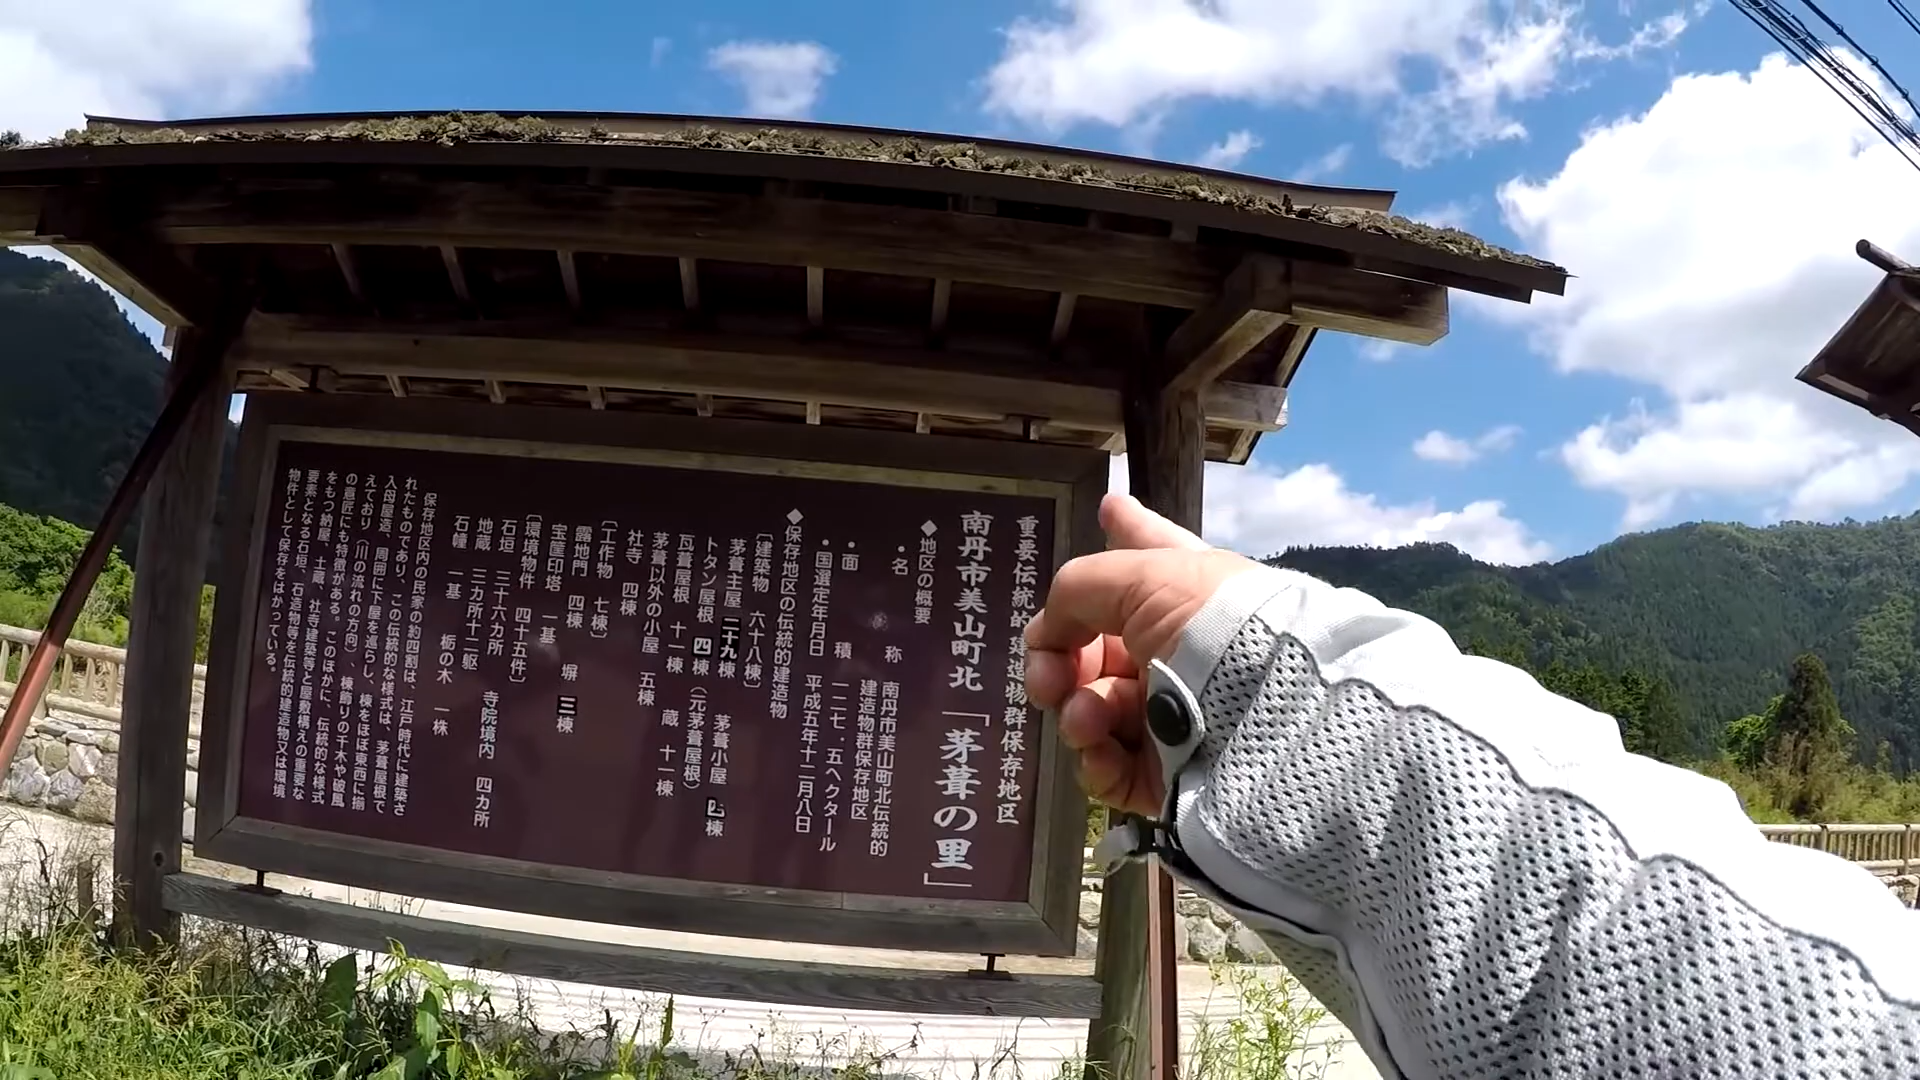 重要伝統的建造物群保存地区
南丹市美山町北「茅葺の里」
◆地区の概要
・名　称　南丹市美山町北伝統的
建造物群保存地区
・面　積　一二七・五ヘクタール
・国選定年月日　平成五年十二月八日
◆保存地区の伝統的建造物
〔建築物　六十八棟〕
茅葺主屋 二十九棟　茅葺小屋 四棟
トタン屋根 四棟（元茅葺屋根）
瓦葺屋根　十一棟　蔵　十一棟
茅葺以外の小屋　五棟
社寺　四棟
〔工作物　七棟〕
露地門　四棟　塀 三棟
宝篋印塔　一基
〔環境物件　四十五件〕
石垣　三十六カ所　寺院境内　四カ所
地蔵　三カ所十二躯
石幢　一基　栃の木　一株
保存地区内の民家の約四割は、江戸時代に建築さ
れたものであり、この伝統的な様式は、茅葺屋根で
入母屋造、周囲に下屋を巡らし、棟をほぼ東西に揃
えており（川の流れの方向）、棟飾りの千木や破風
の意匠にも特徴がある。このほかに、伝統的な様式
をもつ納屋、土蔵、社寺建築等と屋敷構えの重要な
要素となる石垣、石造物等を伝統的建造物又は環境
物件として保存をはかっている。